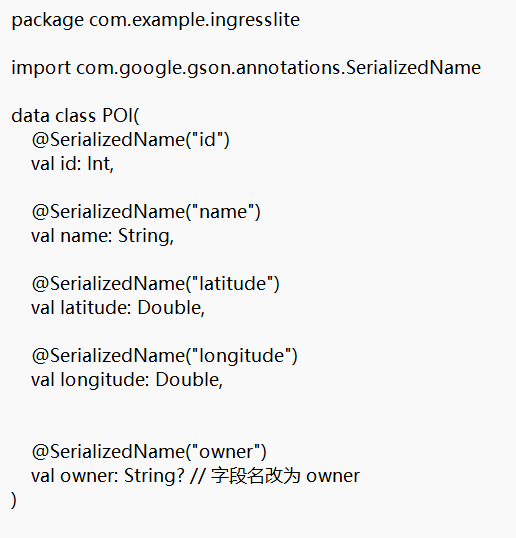 package com.example.ingresslite
import com.google.gson.annotations.SerializedName
data class POI(
@SerializedName("id")
val id: Int,
@SerializedName("name")
val name: String,
@SerializedName("latitude")
val latitude: Double,
@SerializedName("longitude")
val longitude: Double,
@SerializedName("owner")
val owner: String? // 字段名改为 owner
)